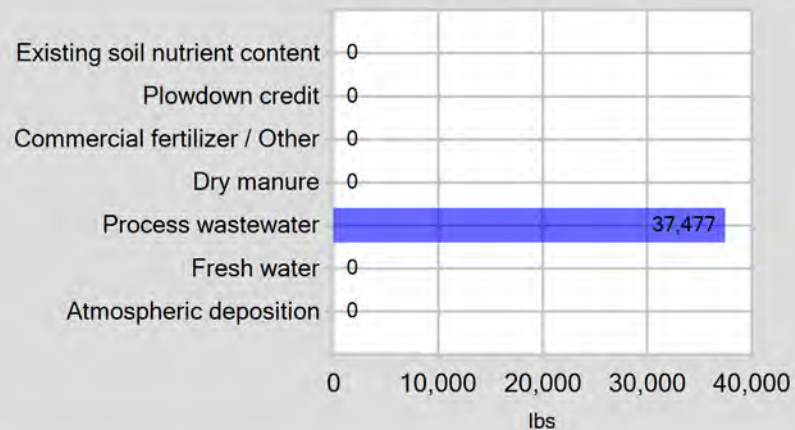 Existing soil nutrient content 0
Plowdown credit 0
Commercial fertilizer / Other 0
Dry manure 0
Process wastewater 37,477
Fresh water 0
Atmospheric deposition 0
0 10,000 20,000 30,000 40,000
lbs